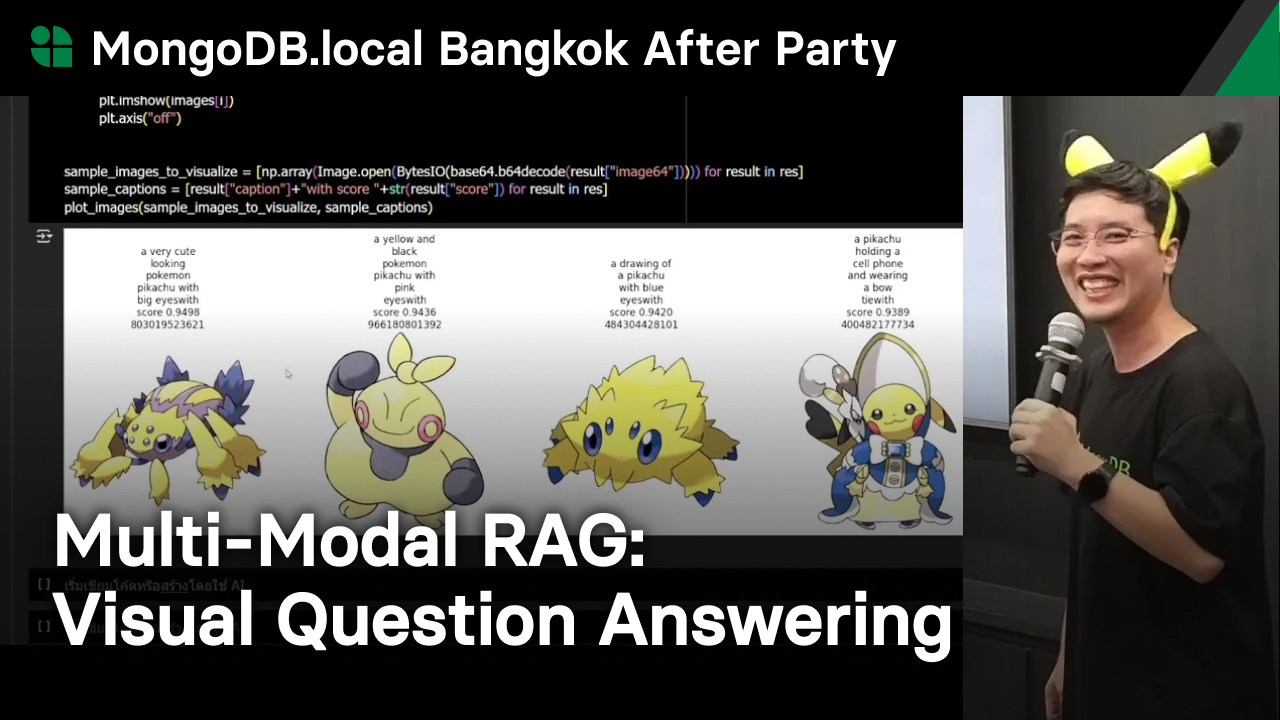 MongoDB.local Bangkok After Party
plt.imshow(images[i])
plt.axis("off")
sample_images_to_visualize = [np.array(Image.open(BytesIO(base64.b64decode(result["image64"])))) for result in res]
sample_captions = [result["caption"]+"with score "+str(result["score"]) for result in res]
plot_images(sample_images_to_visualize, sample_captions)
a very cute
looking
pokemon
pikachu with
big eyeswith
score 0.9498
803019523621
a yellow and
black
pokemon
pikachu with
pink
eyeswith
score 0.9436
966180801392
a drawing of
a pikachu
with blue
eyeswith
score 0.9420
484304428101
a pikachu
holding a
cell phone
and wearing
a bow
tiewith
score 0.9389
400482177734
DB
Multi-Modal RAG:
[ ] เริ่มเขียนโค้ดหรือสร้างโดยใช้ AI
Visual Question Answering
[ ]